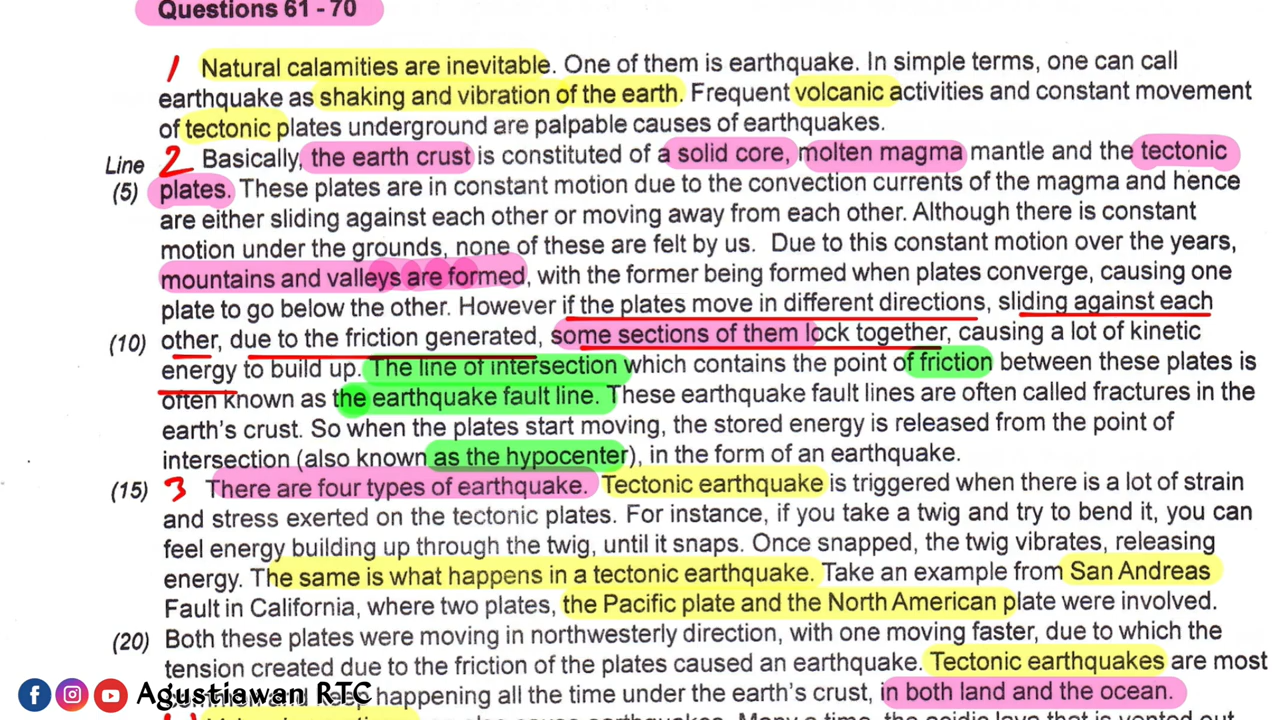 Questions 61 - 70
1 Natural calamities are inevitable. One of them is earthquake. In simple terms, one can call
earthquake as shaking and vibration of the earth. Frequent volcanic activities and constant movement
of tectonic plates underground are palpable causes of earthquakes.
Line 2 Basically, the earth crust is constituted of a solid core, molten magma mantle and the tectonic
(5) plates. These plates are in constant motion due to the convection currents of the magma and hence
are either sliding against each other or moving away from each other. Although there is constant
motion under the grounds, none of these are felt by us. Due to this constant motion over the years,
mountains and valleys are formed, with the former being formed when plates converge, causing one
plate to go below the other. However if the plates move in different directions, sliding against each
(10) other, due to the friction generated, some sections of them lock together, causing a lot of kinetic
energy to build up. The line of intersection which contains the point of friction between these plates is
often known as the earthquake fault line. These earthquake fault lines are often called fractures in the
earth's crust. So when the plates start moving, the stored energy is released from the point of
intersection (also known as the hypocenter), in the form of an earthquake.
(15) 3 There are four types of earthquake. Tectonic earthquake is triggered when there is a lot of strain
and stress exerted on the tectonic plates. For instance, if you take a twig and try to bend it, you can
feel energy building up through the twig, until it snaps. Once snapped, the twig vibrates, releasing
energy. The same is what happens in a tectonic earthquake. Take an example from San Andreas
Fault in California, where two plates, the Pacific plate and the North American plate were involved.
(20) Both these plates were moving in northwesterly direction, with one moving faster, due to which the
tension created due to the friction of the plates caused an earthquake. Tectonic earthquakes are most
happening all the time under the earth's crust, in both land and the ocean.
Agustiawan RTC